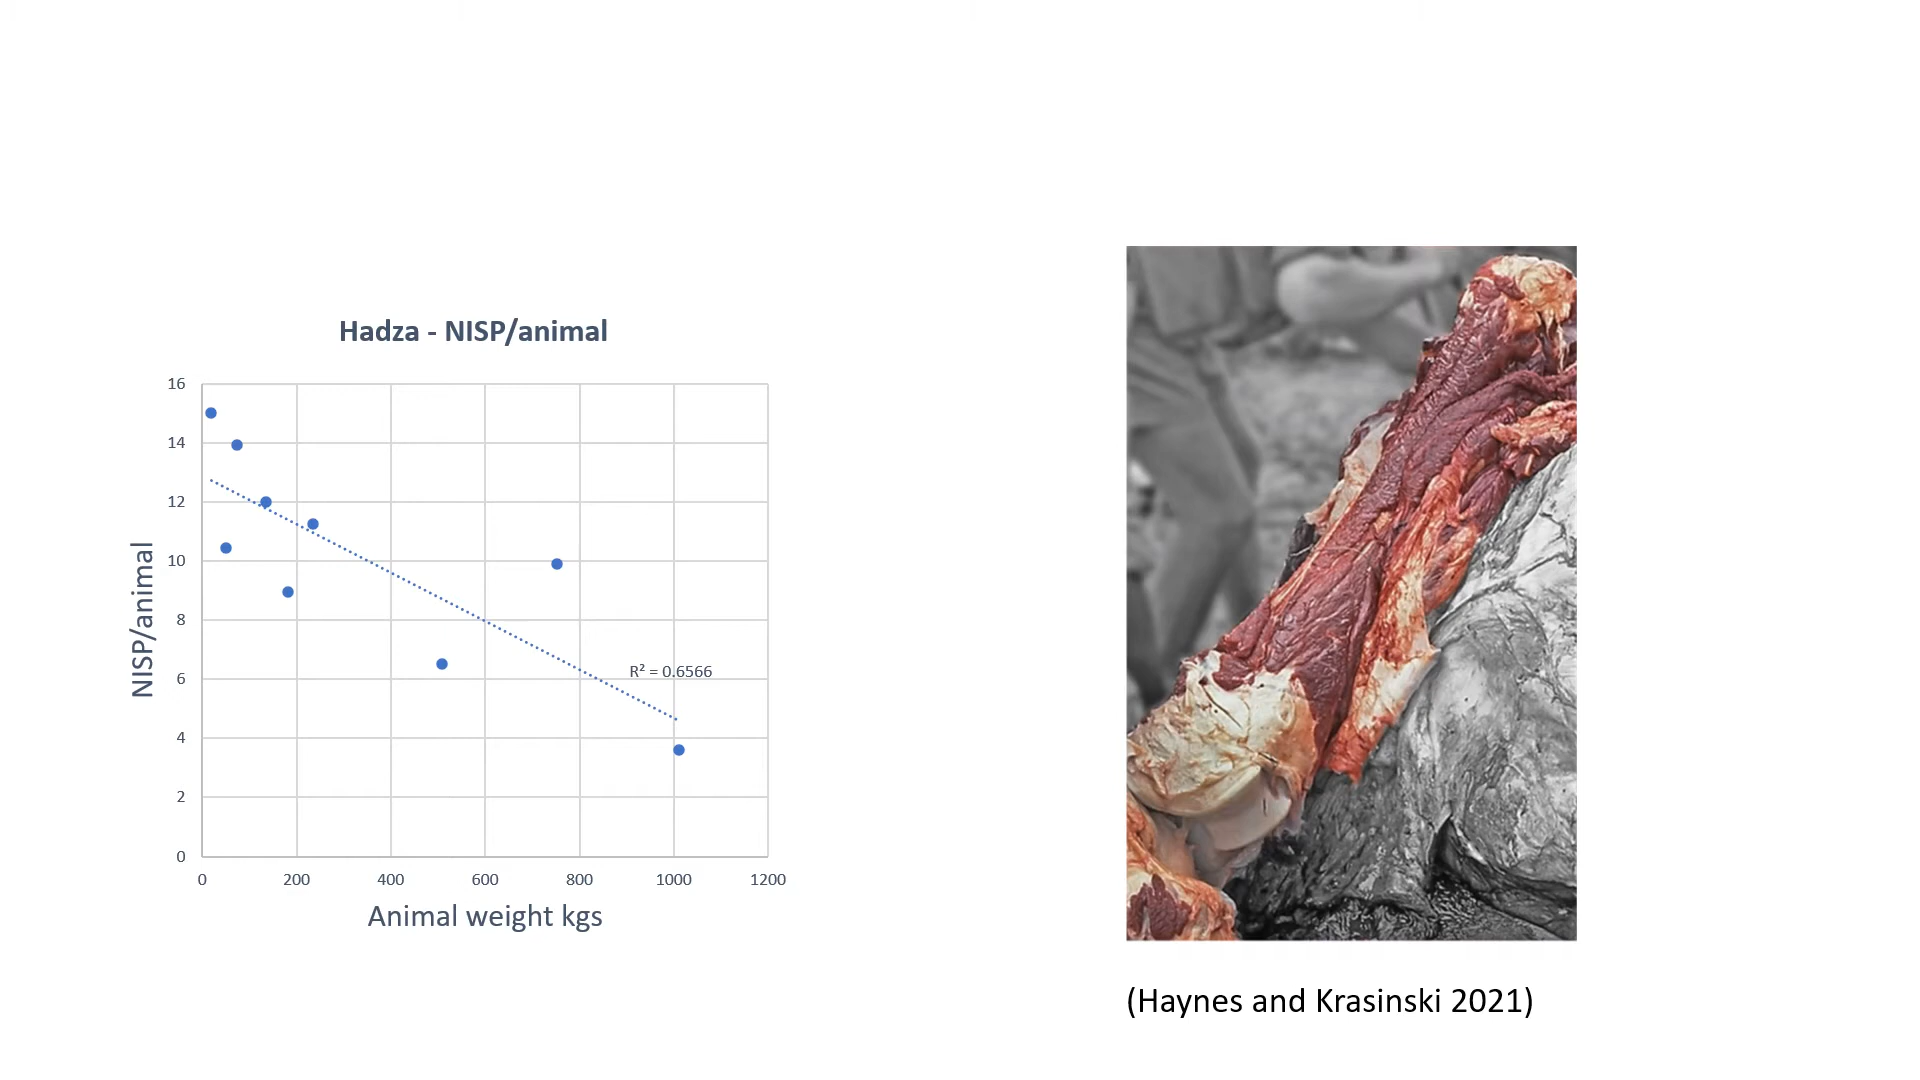 Hadza - NISP/animal
16
14
12
10
8
6
4
2
0
NISP/animal
R² = 0.6566
0 200 400 600 800 1000 1200
Animal weight kgs
(Haynes and Krasinski 2021)